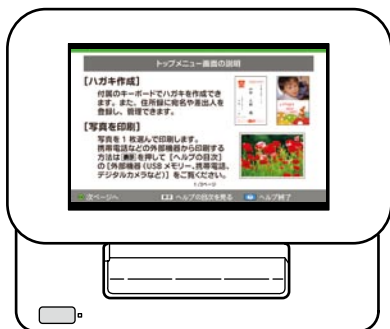 トップメニュー画面の説明
[ハガキ作成]
付属のキーボードでハガキを作成でき
ます。また、住所録に宛名や差出人を
登録し、管理できます。
[写真を印刷]
写真を1枚選んで印刷します。
携帯電話などの外部機器から印刷する
方法は を押して[ヘルプの目次]
の[外部機器(USBメモリー、携帯電話、
デジタルカメラなど)]をご覧ください。
1/3ページ
次ページへ ヘルプの目次を見る ヘルプ終了